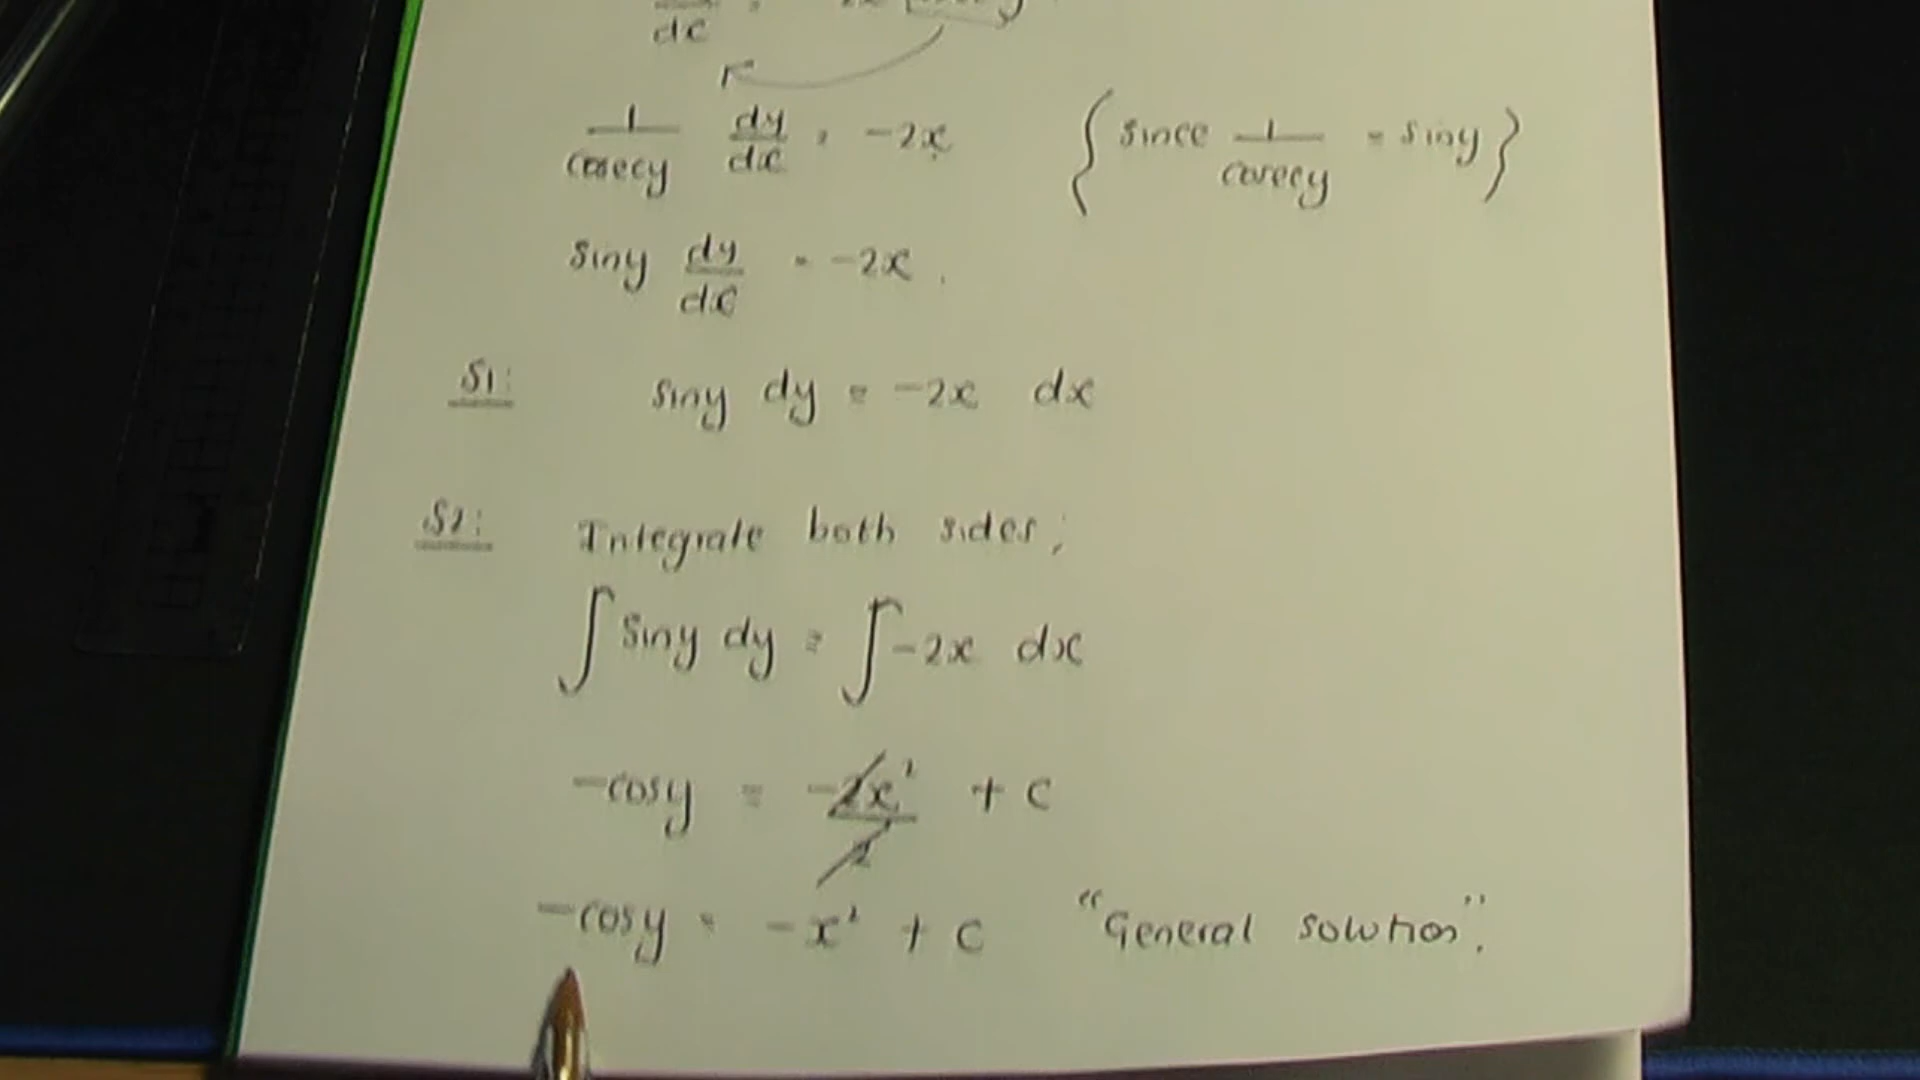 dx
1/cosecy dy/dx = -2x {since 1/cosecy = siny}
siny dy/dx = -2x.
S1: siny dy = -2x dx
S2: Integrate both sides;
∫ siny dy = ∫ -2x dx
-cosy = -2x²/2 + c
-cosy = -x² + c "General solution".